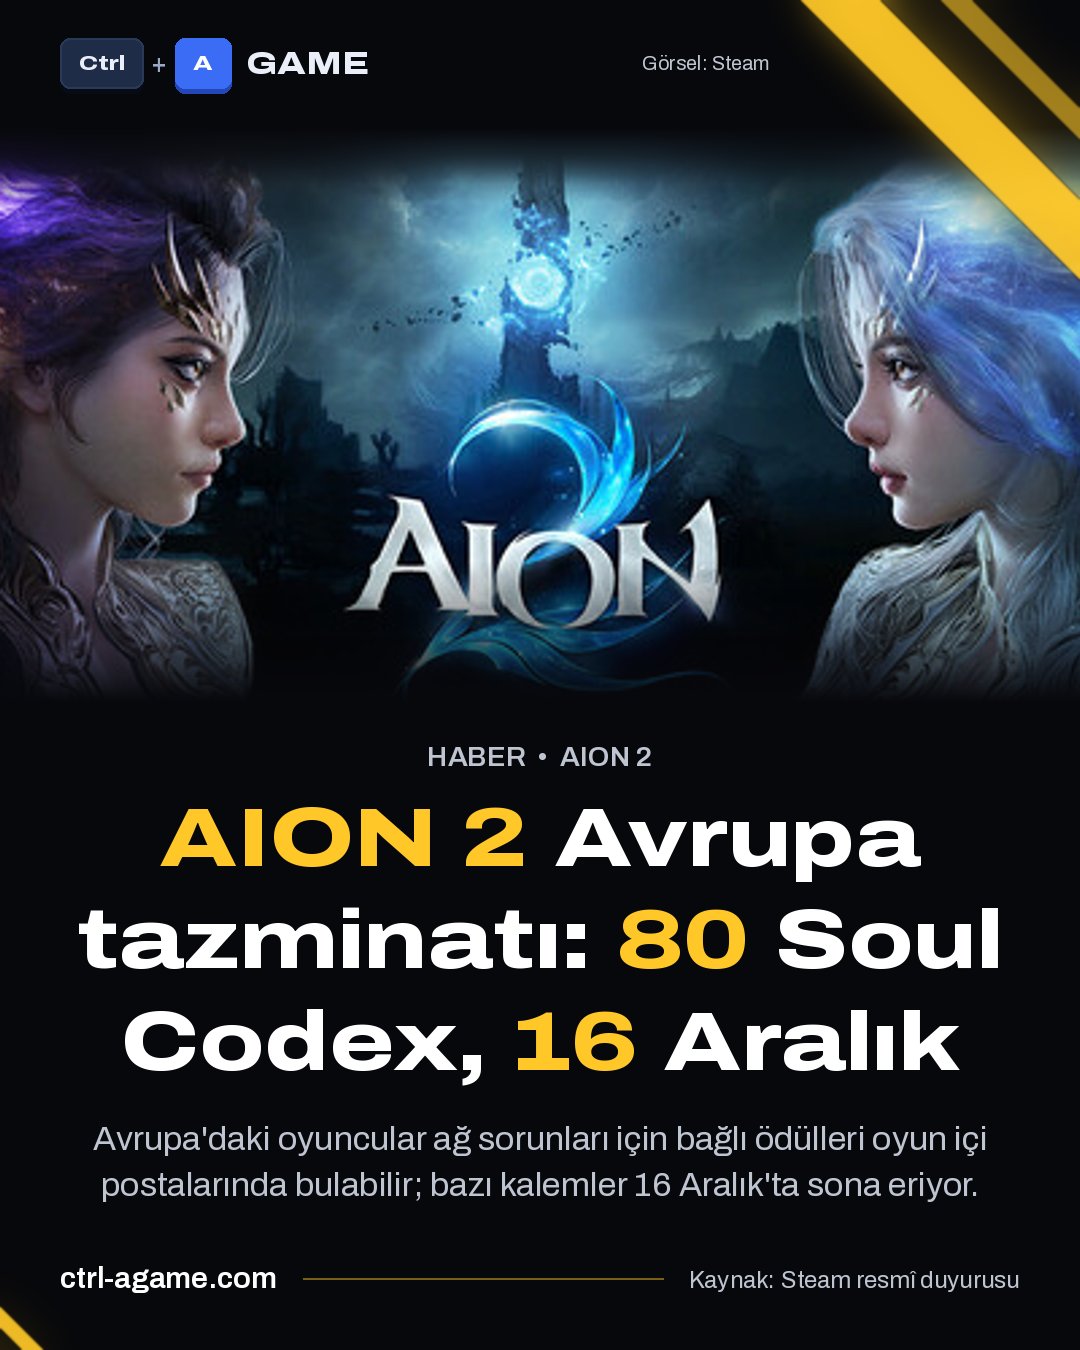 Ctrl + A GAME
Görsel: Steam
2
AION
HABER • AION 2
AION 2 Avrupa
tazminatı: 80 Soul
Codex, 16 Aralık
Avrupa'daki oyuncular ağ sorunları için bağlı ödülleri oyun içi
postalarında bulabilir; bazı kalemler 16 Aralık'ta sona eriyor.
ctrl-agame.com
Kaynak: Steam resmî duyurusu